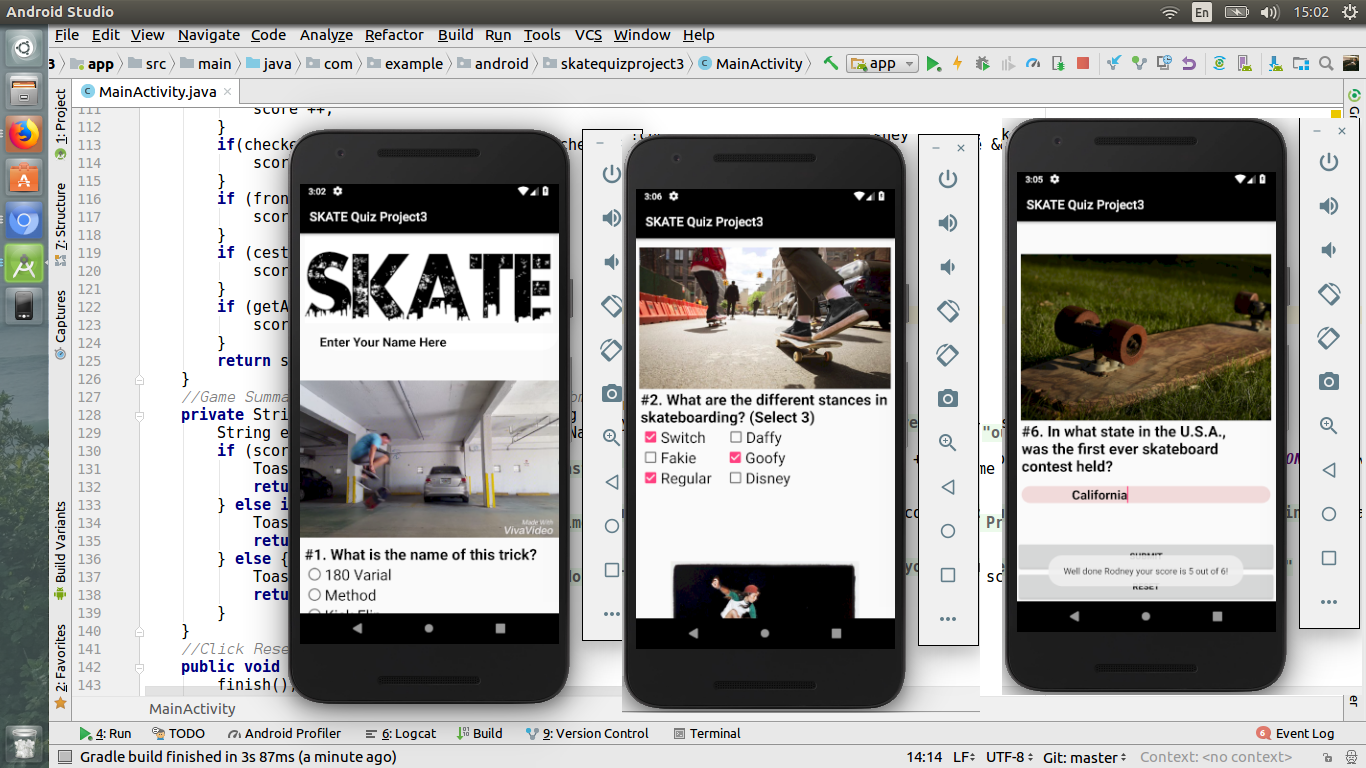 Android Studio
En
15:02
File Edit View Navigate Code Analyze Refactor Build Run Tools VCS Window Help
3 app src main java com example android skatequizproject3 MainActivity app
MainActivity.java
1: Project
7: Structure
Captures
Build Variants
2: Favorites
111 score ++;
112 }
113 if(checke
114 scor
115 }
116 if (fron
117 scor
118 }
119 if (cest
120 scor
121 }
122 if (getA
123 scor
124 }
125 return s
126 }
127 //Game Summa
128 private Stri
129 String e
130 if (scor
131 Toas
132 retu
133 } else i
134 Toas
135 retu
136 } else {
137 Toas
138 retu
139 }
140 }
141 //Click Rese
142 public void
143 finish()
3:02
SKATE Quiz Project3
SKATE
Enter Your Name Here
Made With
VivaVideo
#1. What is the name of this trick?
180 Varial
Method
Kick Flip
3:06
SKATE Quiz Project3
#2. What are the different stances in
skateboarding? (Select 3)
Switch Daffy
Fakie Goofy
Regular Disney
3:05
SKATE Quiz Project3
#6. In what state in the U.S.A.,
was the first ever skateboard
contest held?
California
SUBMIT
Well done Rodney your score is 5 out of 6!
RESET
MainActivity
4: Run TODO Android Profiler 6: Logcat Build 9: Version Control Terminal 6 Event Log
Gradle build finished in 3s 87ms (a minute ago) 14:14 LF UTF-8 Git: master Context: <no context>